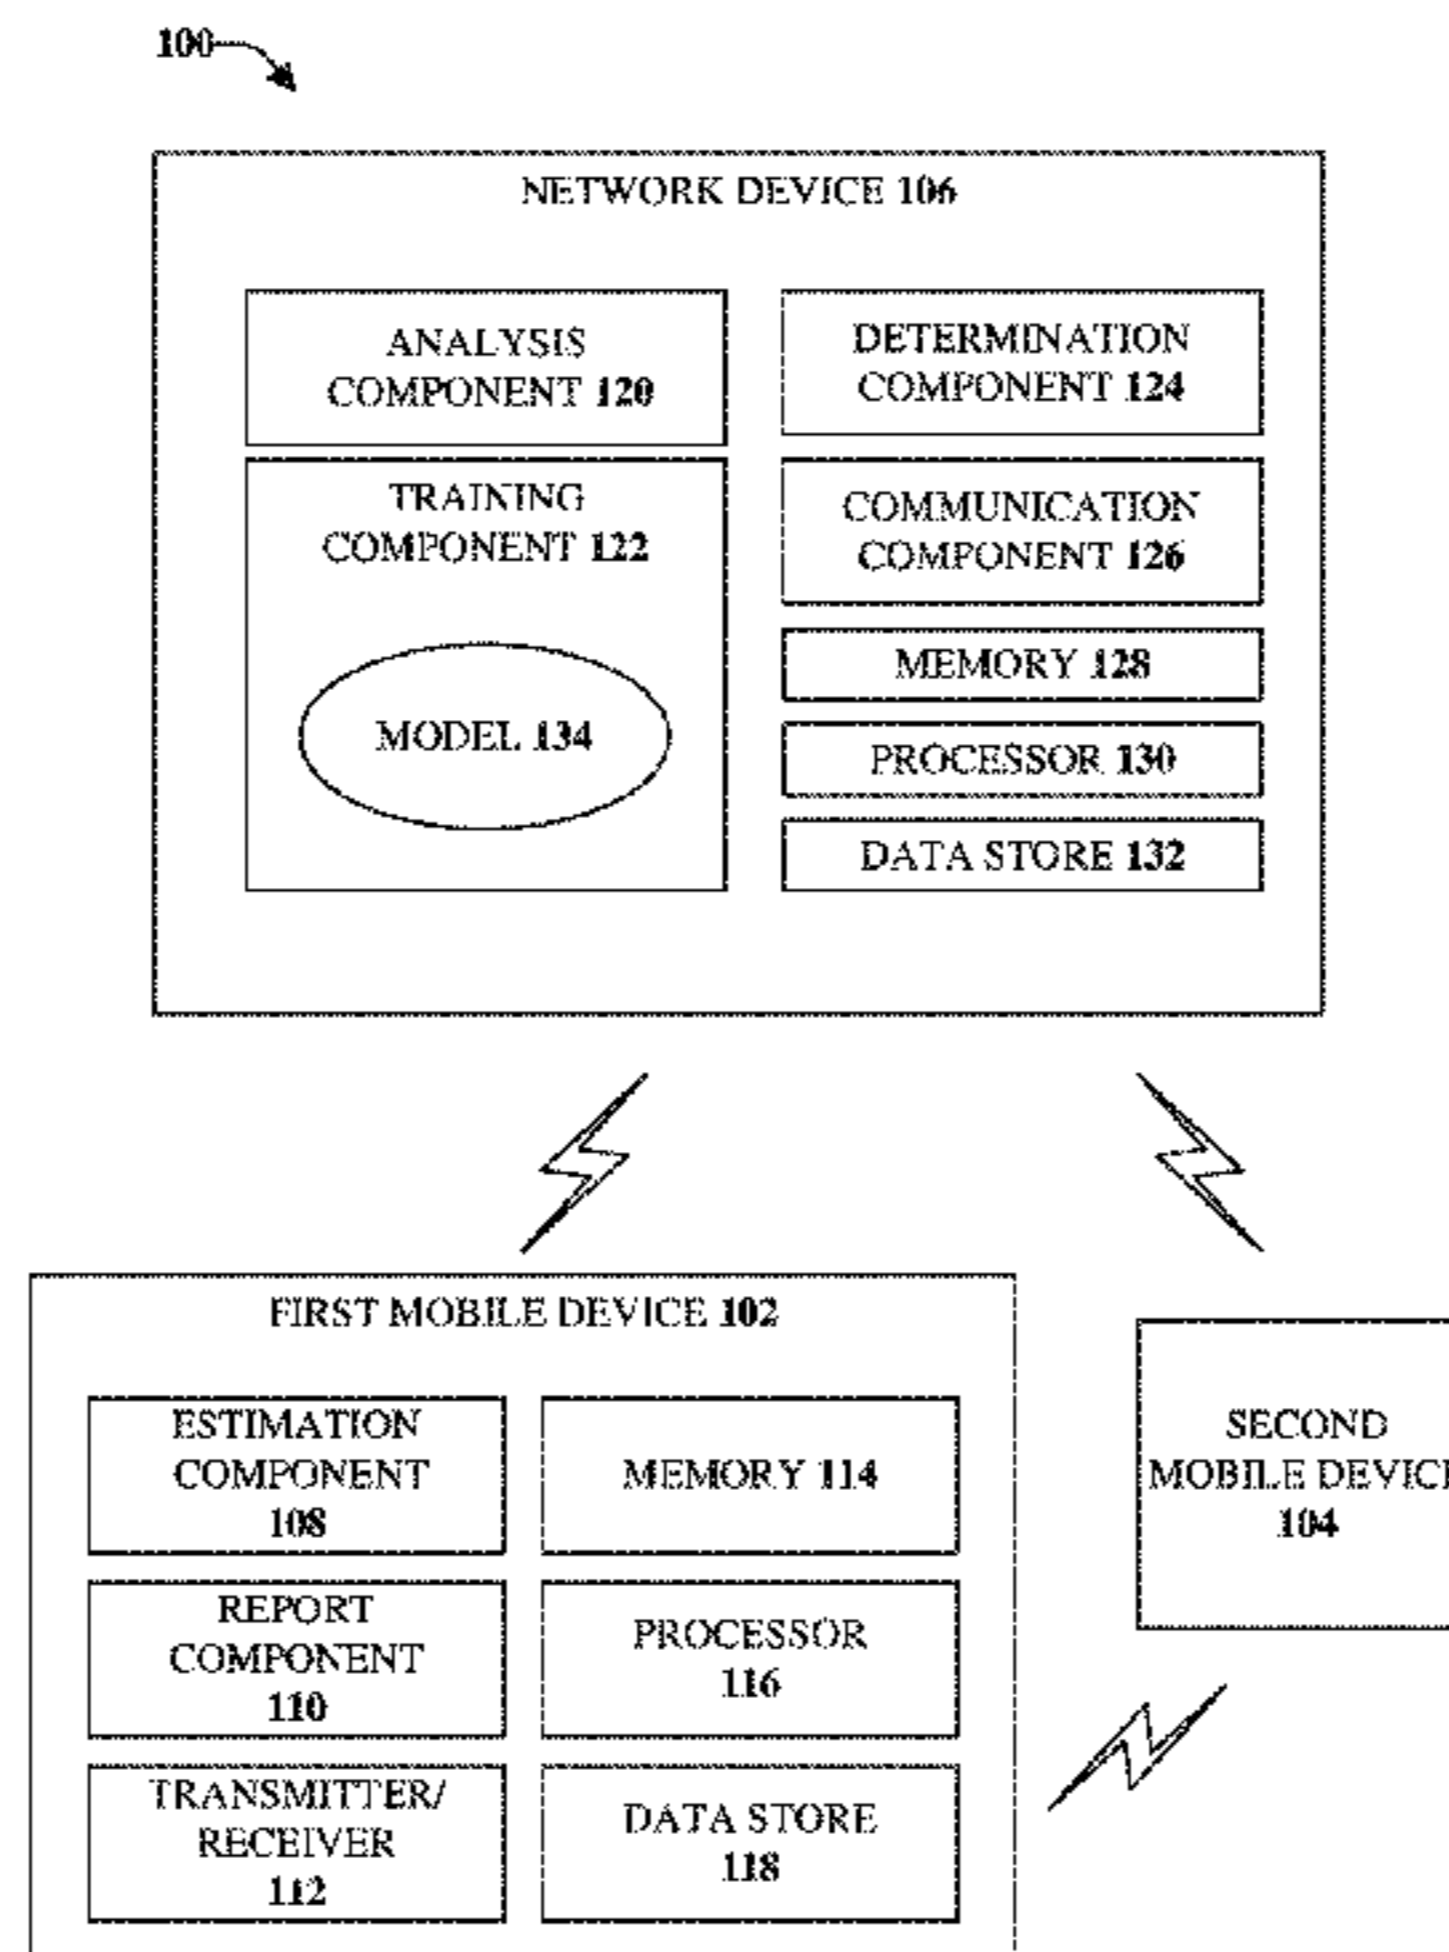 100
NETWORK DEVICE 106
ANALYSIS
COMPONENT 120
DETERMINATION
COMPONENT 124
TRAINING
COMPONENT 122
COMMUNICATION
COMPONENT 126
MODEL 134
MEMORY 128
PROCESSOR 130
DATA STORE 132
FIRST MOBILE DEVICE 102
ESTIMATION
COMPONENT
108
MEMORY 114
REPORT
COMPONENT
110
PROCESSOR
116
TRANSMITTER/
RECEIVER
112
DATA STORE
118
SECOND
MOBILE DEVICE
104